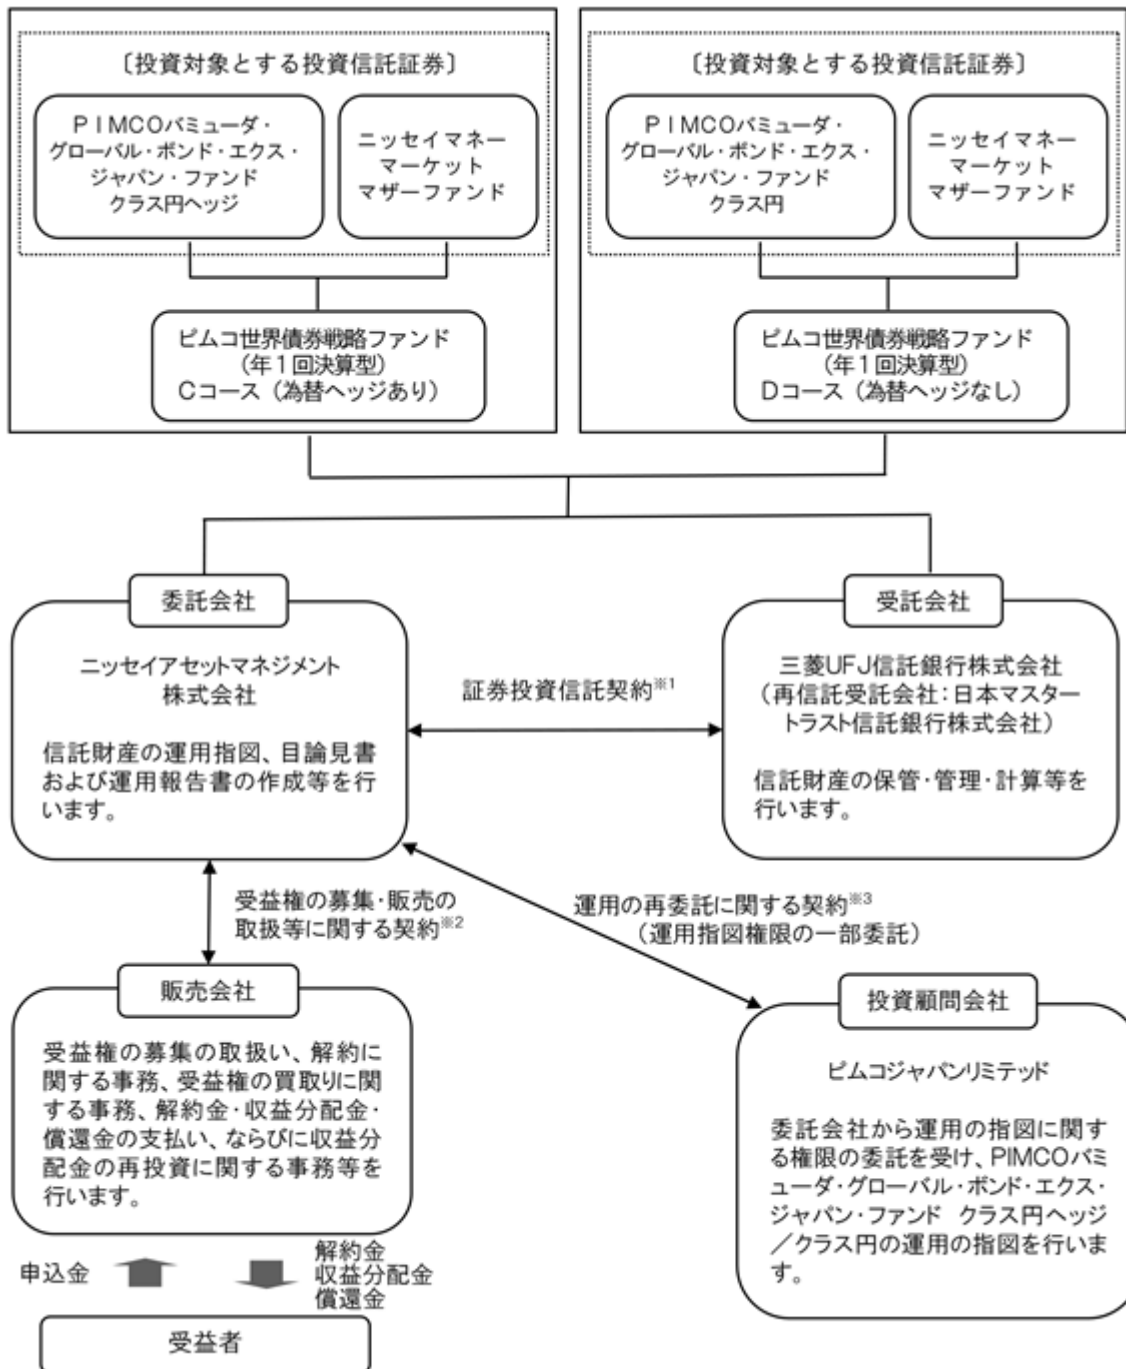 〔投資対象とする投資信託証券〕
PIMCOバミューダ・
グローバル・ボンド・エクス・
ジャパン・ファンド
クラス円ヘッジ
ニッセイマネー
マーケット
マザーファンド
ピムコ世界債券戦略ファンド
(年1回決算型)
Cコース(為替ヘッジあり)
〔投資対象とする投資信託証券〕
PIMCOバミューダ・
グローバル・ボンド・エクス・
ジャパン・ファンド
クラス円
ニッセイマネー
マーケット
マザーファンド
ピムコ世界債券戦略ファンド
(年1回決算型)
Dコース(為替ヘッジなし)
委託会社
ニッセイアセットマネジメント
株式会社
信託財産の運用指図、目論見書
および運用報告書の作成等を行
います。
証券投資信託契約※1
受託会社
三菱UFJ信託銀行株式会社
(再信託受託会社:日本マスター
トラスト信託銀行株式会社)
信託財産の保管・管理・計算等を
行います。
受益権の募集・販売の
取扱等に関する契約※2
運用の再委託に関する契約※3
(運用指図権限の一部委託)
販売会社
受益権の募集の取扱い、解約に
関する事務、受益権の買取りに関
する事務、解約金・収益分配金・
償還金の支払い、ならびに収益分
配金の再投資に関する事務等を
行います。
投資顧問会社
ピムコジャパンリミテッド
委託会社から運用の指図に関す
る権限の委託を受け、PIMCOバミ
ューダ・グローバル・ボンド・エクス・
ジャパン・ファンド クラス円ヘッジ
/クラス円の運用の指図を行いま
す。
申込金
解約金
収益分配金
償還金
受益者